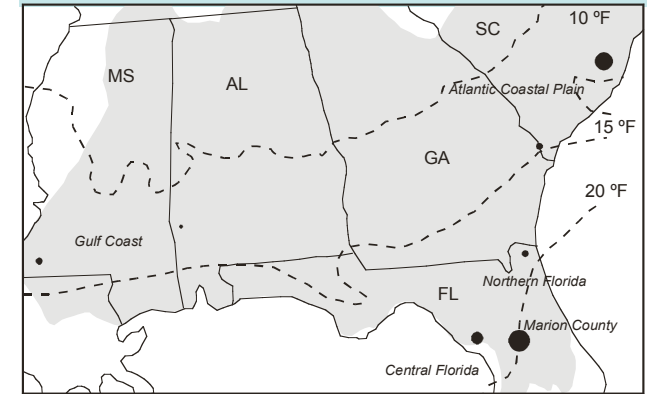 SC
10 ºF
MS
AL
Atlantic Coastal Plain
15 ºF
GA
20 ºF
Gulf Coast
Northern Florida
FL
Marion County
Central Florida